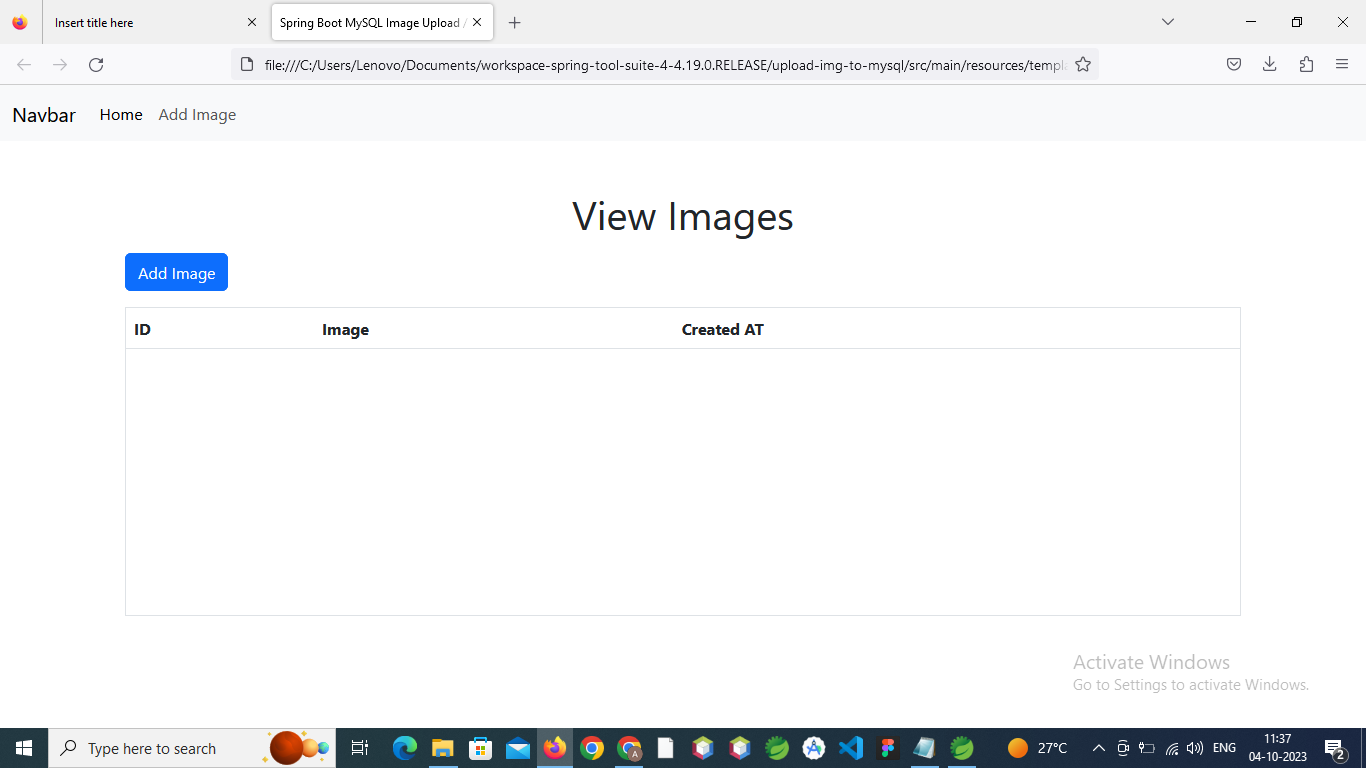 Insert title here
Spring Boot MySQL Image Upload /
file:///C:/Users/Lenovo/Documents/workspace-spring-tool-suite-4-4.19.0.RELEASE/upload-img-to-mysql/src/main/resources/templa
Navbar Home Add Image
View Images
Add Image
ID Image Created AT
Activate Windows
Go to Settings to activate Windows.
Type here to search
A
27°C
ENG
11:37
04-10-2023
2